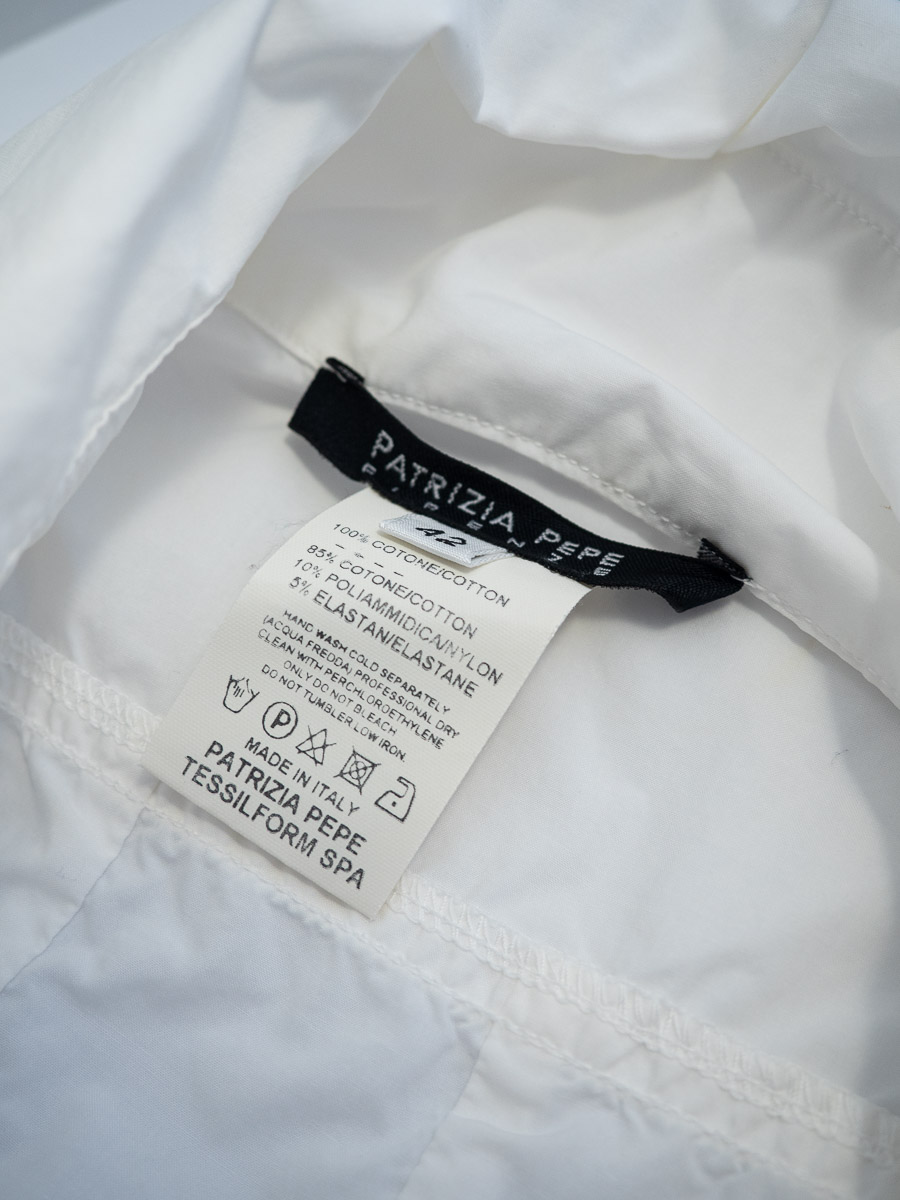 PATRIZIA PEPE
FIRENZE
42
100% COTONE/COTTON
– – – –
85% COTONE/COTTON
10% POLIAMMIDICA/NYLON
5% ELASTAN/ELASTANE
HAND WASH COLD SEPARATELY
(ACQUA FREDDA) PROFESSIONAL DRY
CLEAN WITH PERCHLOROETHYLENE
ONLY DO NOT BLEACH
DO NOT TUMBLER LOW IRON.
P
MADE IN ITALY
PATRIZIA PEPE
TESSILFORM SPA